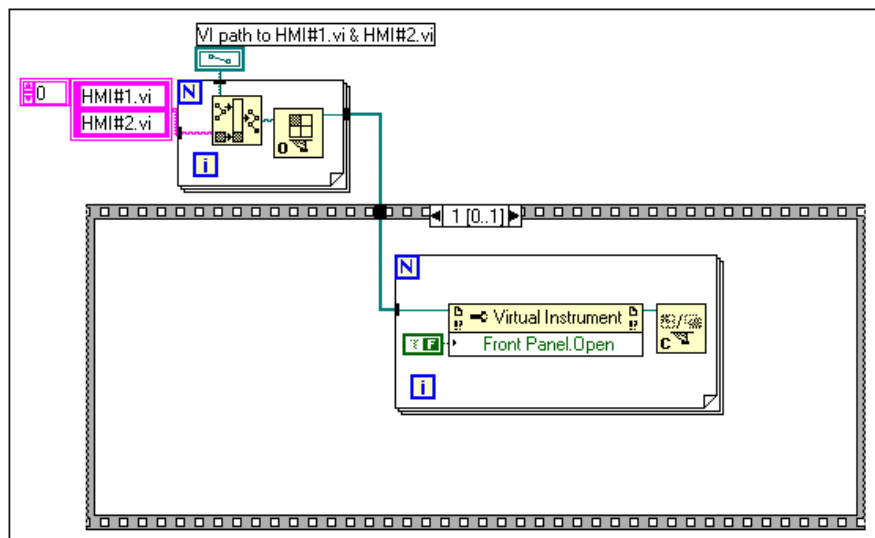 VI path to HMI#1.vi & HMI#2.vi
N
0
HMI#1.vi
HMI#2.vi
O
i
1 [0..1]
N
Virtual Instrument
F
Front Panel.Open
C
i